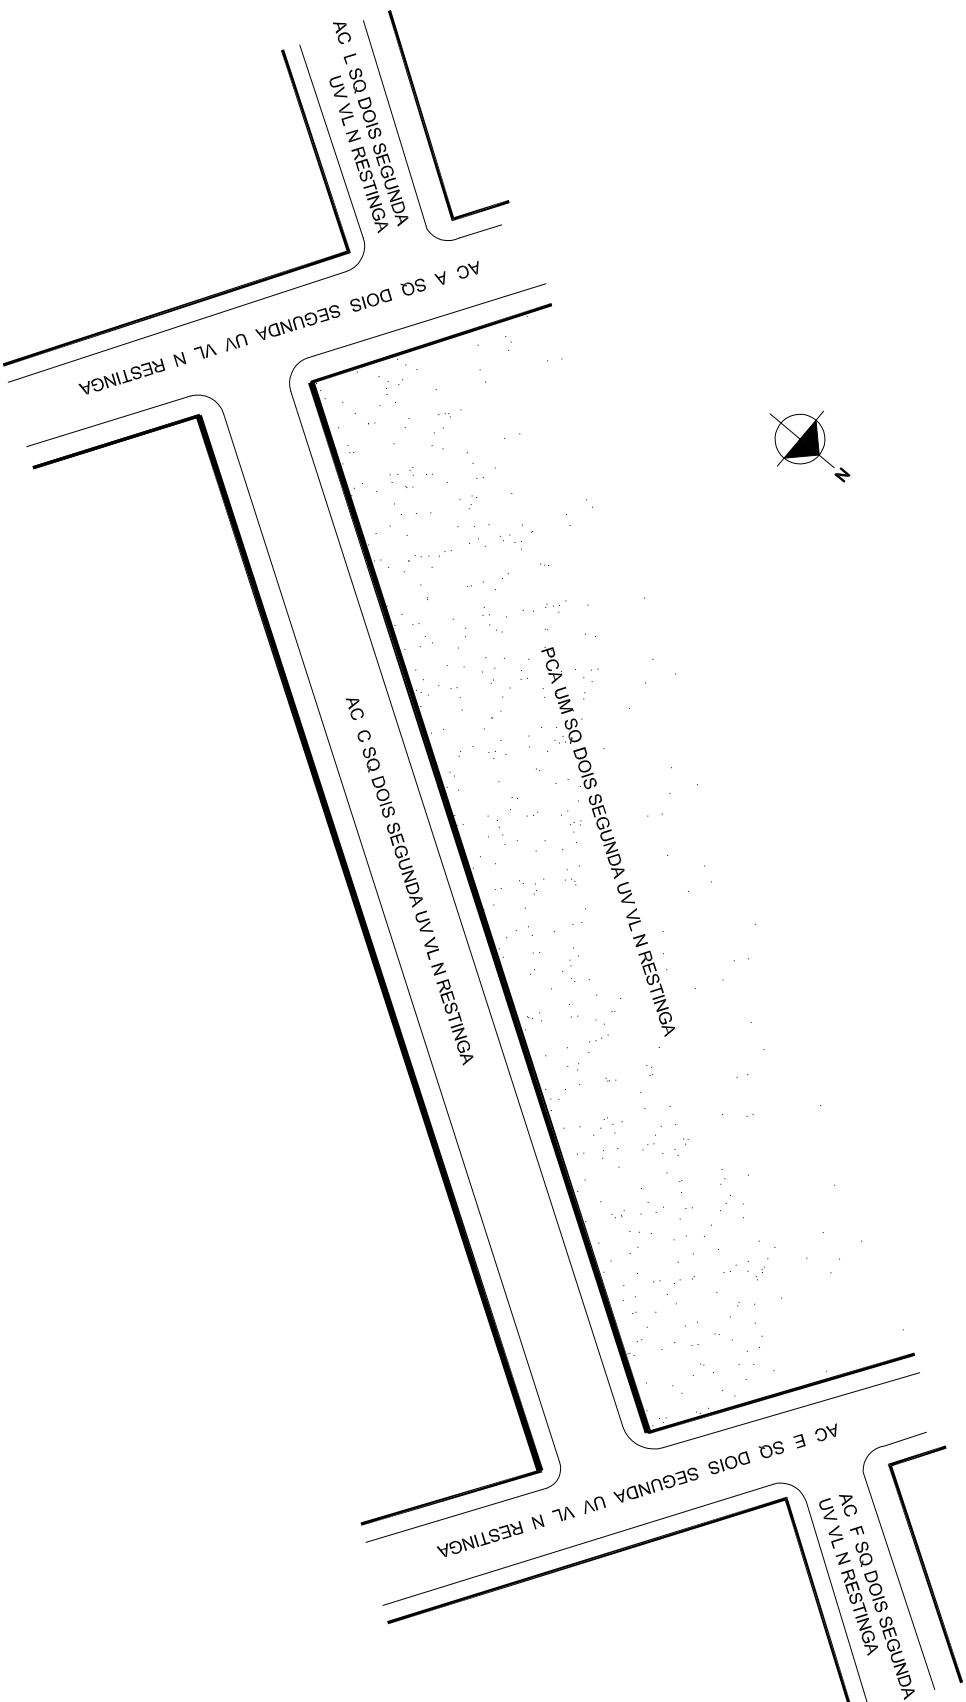 AC L SQ DOIS SEGUNDA
UV VL N RESTINGA
AC A SQ DOIS SEGUNDA UV VL N RESTINGA
N
PCA UM SQ DOIS SEGUNDA UV VL N RESTINGA
AC C SQ DOIS SEGUNDA UV VL N RESTINGA
AC E SQ DOIS SEGUNDA UV VL N RESTINGA
AC F SQ DOIS SEGUNDA
UV VL N RESTINGA